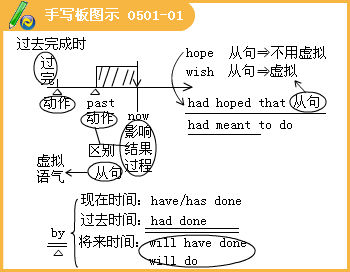 手写板图示 0501-01
过去完成时
过完
hope 从句⇒不用虚拟
wish 从句⇒虚拟
动作 past now
动作 影响
区别 结果
过程
had hoped that 从句
had meant to do
虚拟语气 从句
现在时间：have/has done
by 过去时间：had done
将来时间：will have done
will do